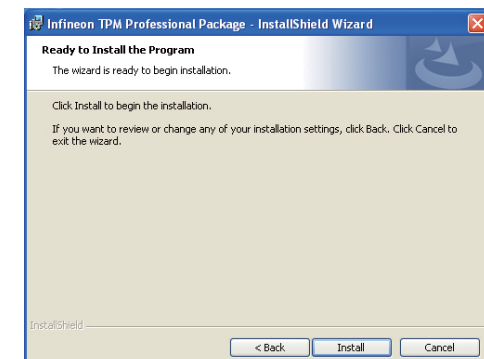 Infineon TPM Professional Package - InstallShield Wizard
Ready to Install the Program
The wizard is ready to begin installation.
Click Install to begin the installation.
If you want to review or change any of your installation settings, click Back. Click Cancel to
exit the wizard.
InstallShield
< Back Install Cancel